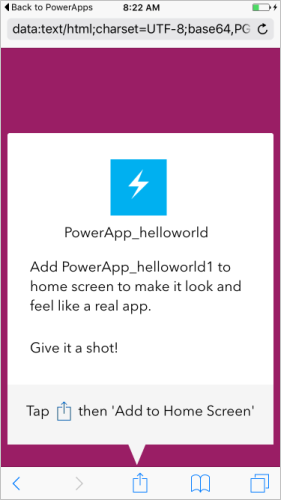 Back to PowerApps 8:22 AM
data:text/html;charset=UTF-8;base64,PG
PowerApp_helloworld
Add PowerApp_helloworld1 to
home screen to make it look and
feel like a real app.
Give it a shot!
Tap then 'Add to Home Screen'